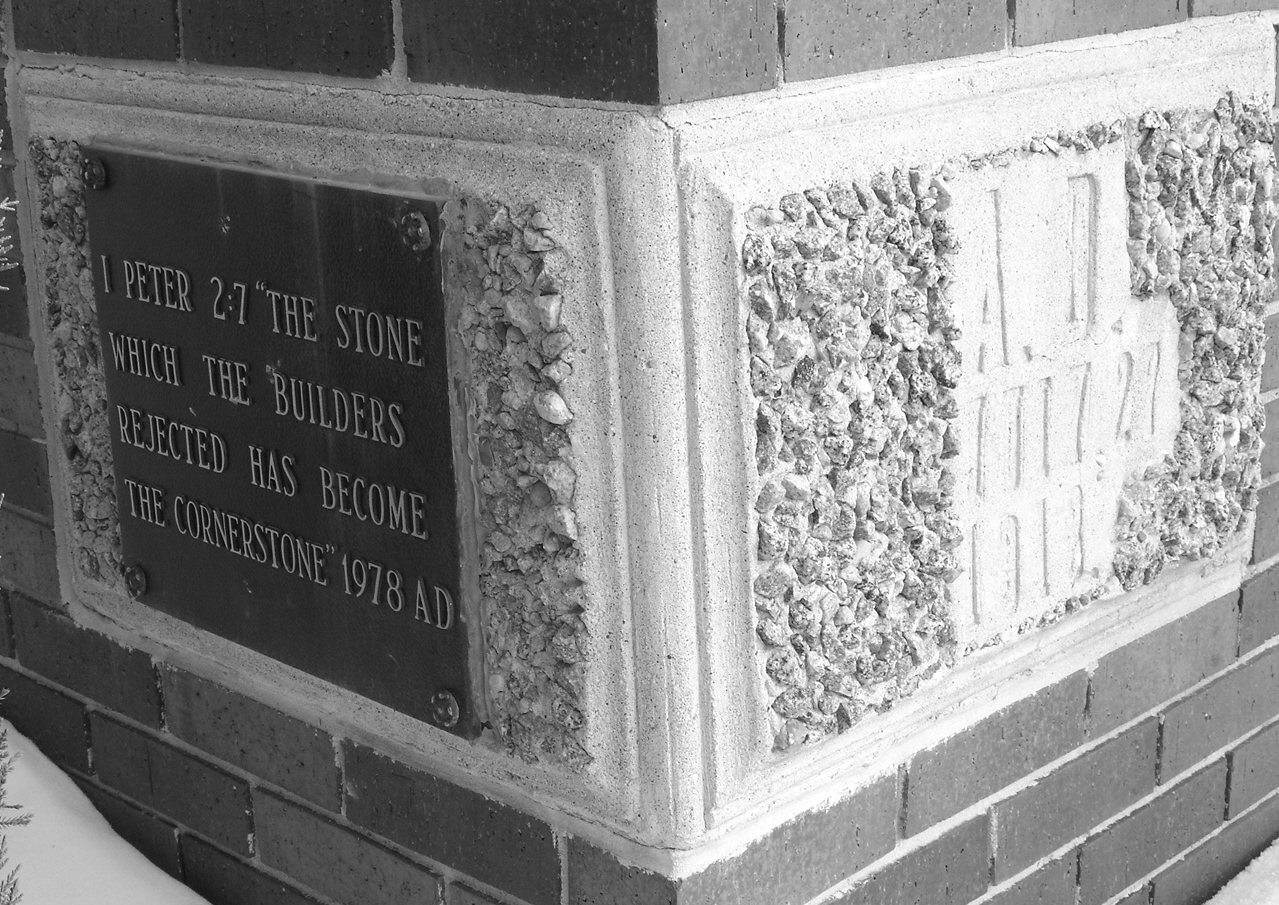 I PETER 2:7 "THE STONE
WHICH THE "BUILDERS
REJECTED HAS BECOME
THE CORNERSTONE" 1978 AD
A. D.